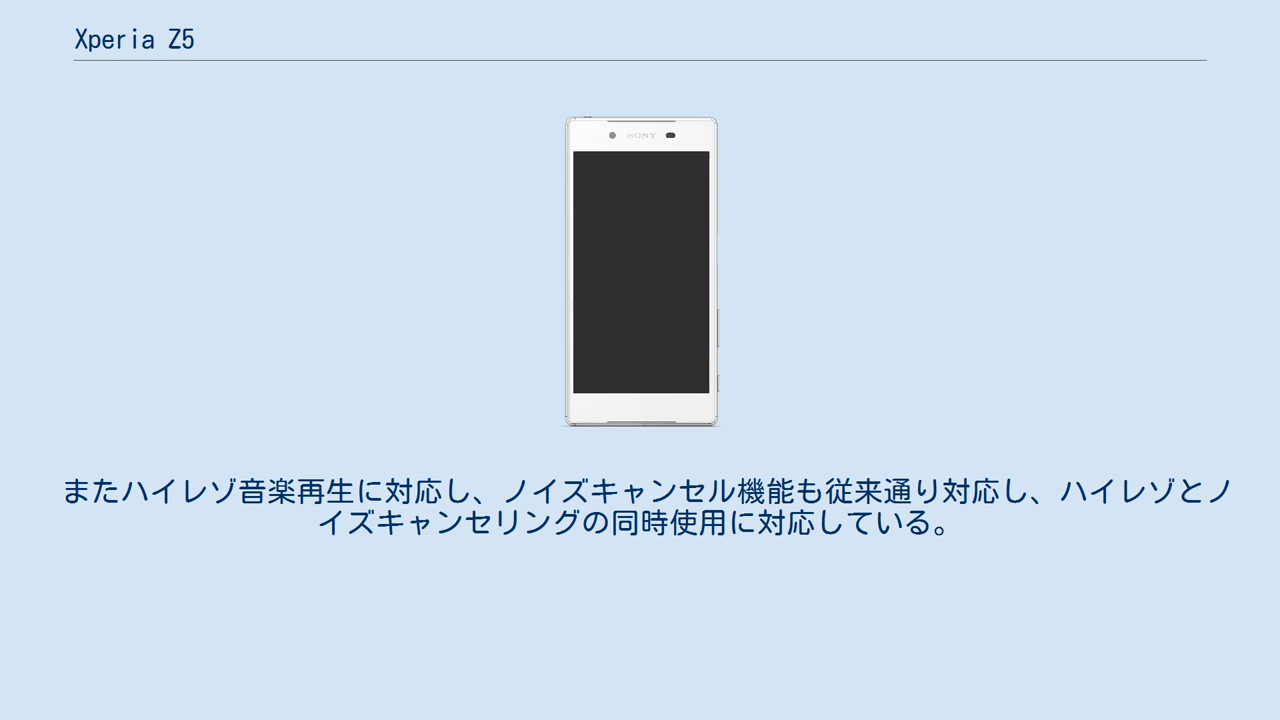 Xperia Z5
SONY
またハイレゾ音楽再生に対応し、ノイズキャンセル機能も従来通り対応し、ハイレゾとノ
イズキャンセリングの同時使用に対応している。